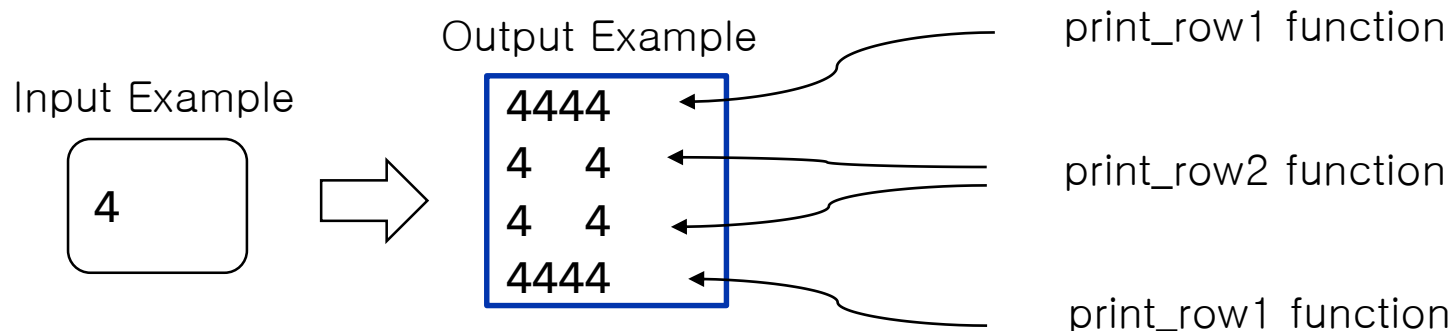 print_row1 function
Output Example
Input Example
4444
4  4
print_row2 function
4
4  4
4444
print_row1 function